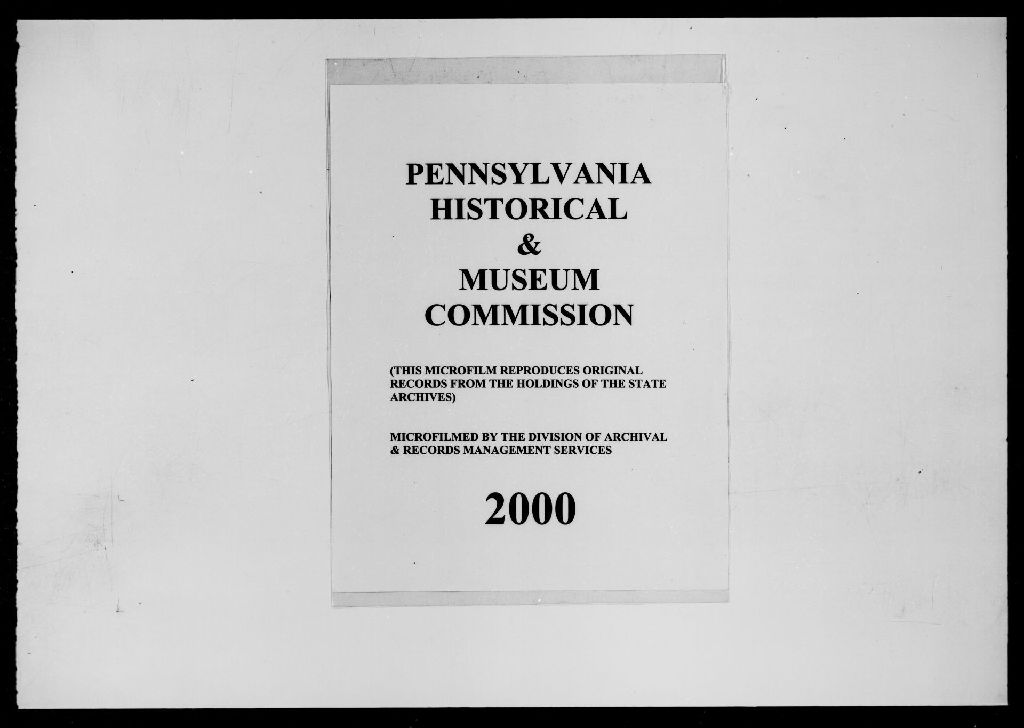 PENNSYLVANIA
HISTORICAL
&
MUSEUM
COMMISSION
(THIS MICROFILM REPRODUCES ORIGINAL
RECORDS FROM THE HOLDINGS OF THE STATE
ARCHIVES)
MICROFILMED BY THE DIVISION OF ARCHIVAL
& RECORDS MANAGEMENT SERVICES
2000